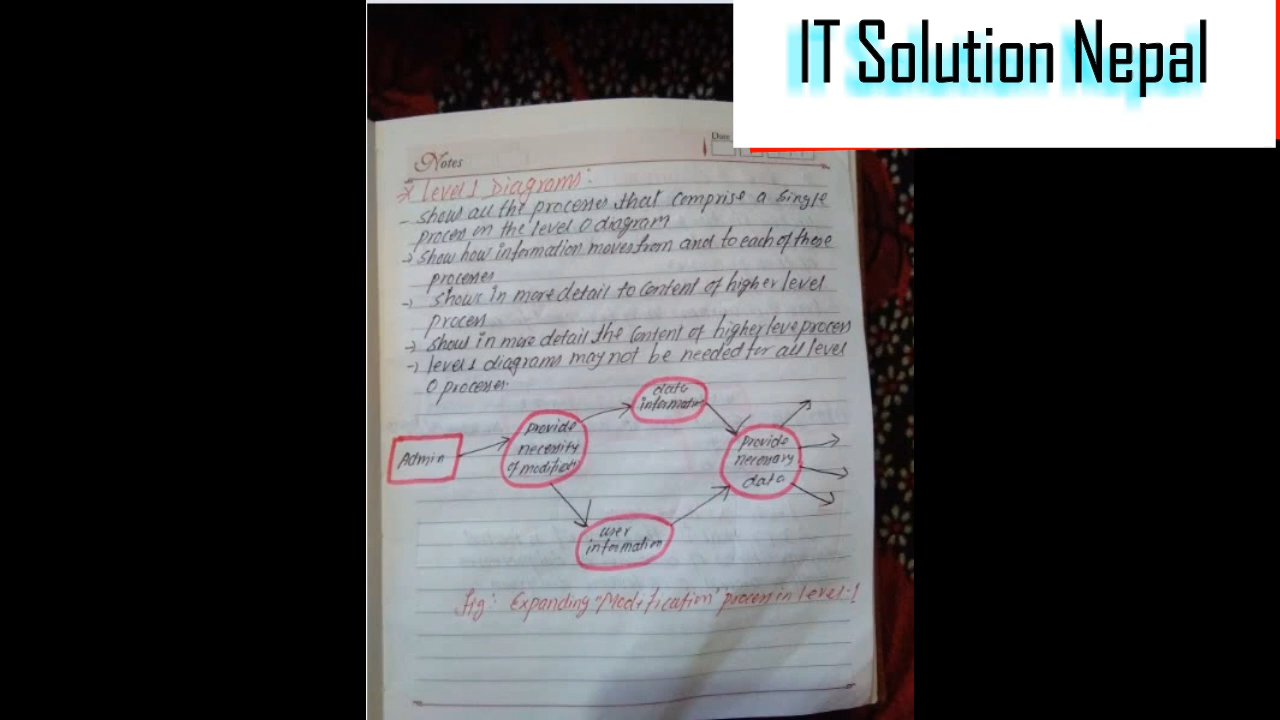 IT Solution Nepal
Date
Notes
Level 1 Diagrams:
- Show all the processes that comprise a single
process on the level 0 diagram
→ Show how information moves from and to each of these
processes
→ shows in more detail to content of higher level
process
→ show in more detail the content of higher leve process
→ level 1 diagrams may not be needed for all level
0 processes.
data
information
provide
necessity
of modification
Admin
provide
necessary
data
user
information
fig: Expanding "Modification" process in level-1